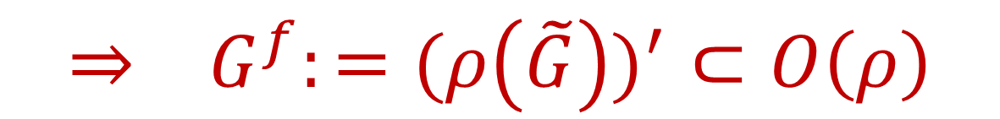 ⇒ G^f := (ρ(G̃))′ ⊂ O(ρ)